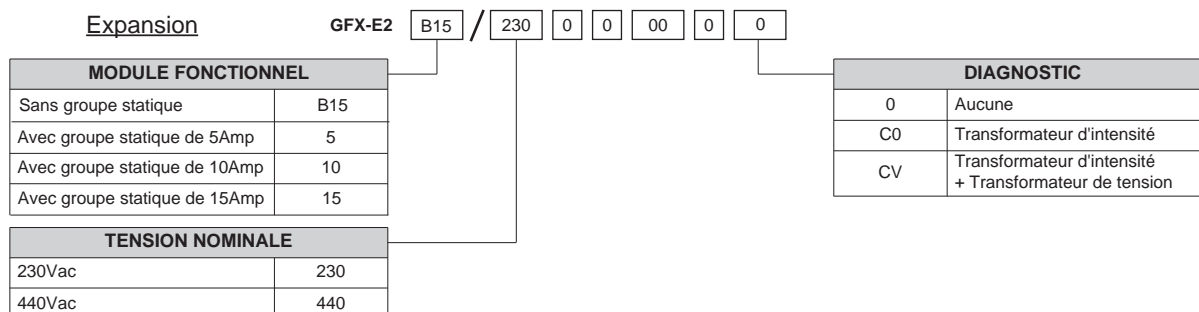 Expansion GFX-E2 B15 / 230 0 0 00 0 0
MODULE FONCTIONNEL
Sans groupe statique B15
Avec groupe statique de 5Amp 5
Avec groupe statique de 10Amp 10
Avec groupe statique de 15Amp 15
TENSION NOMINALE
230Vac 230
440Vac 440
DIAGNOSTIC
0 Aucune
C0 Transformateur d'intensité
CV Transformateur d'intensité
+ Transformateur de tension